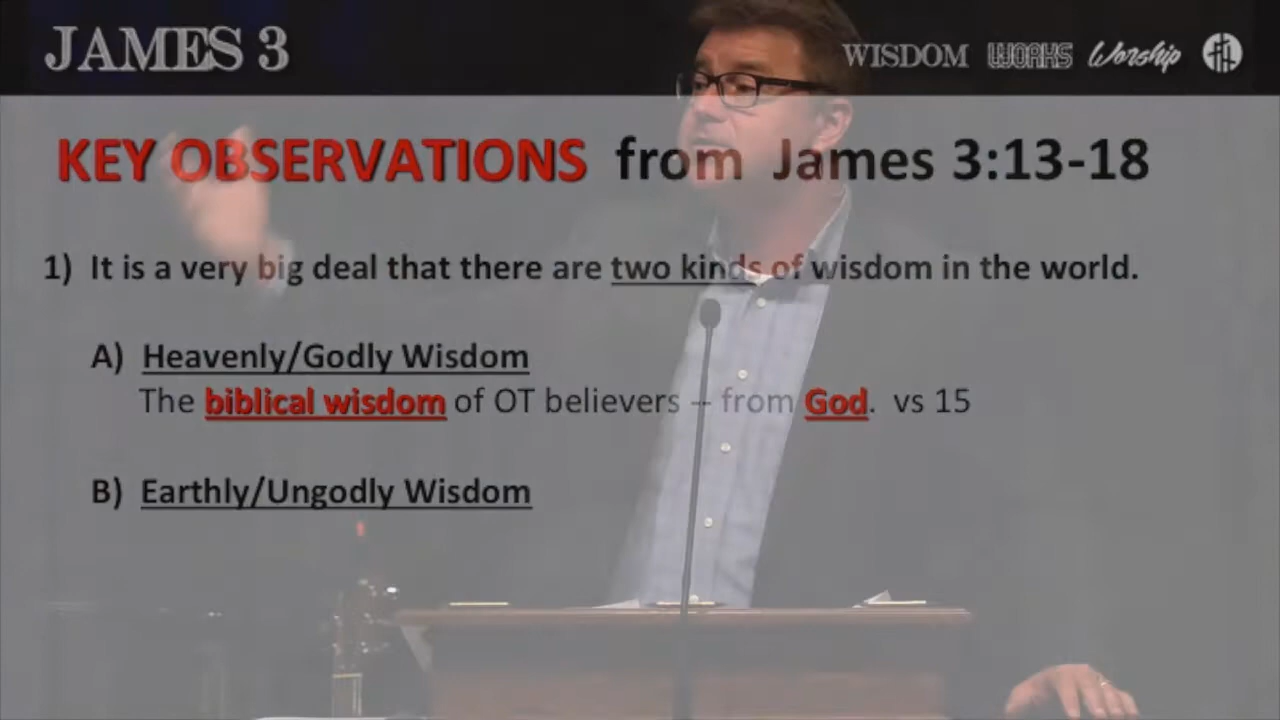 JAMES 3
WISDOM WORKS Worship
KEY OBSERVATIONS from James 3:13-18
1) It is a very big deal that there are two kinds of wisdom in the world.
A) Heavenly/Godly Wisdom
The biblical wisdom of OT believers -- from God. vs 15
B) Earthly/Ungodly Wisdom